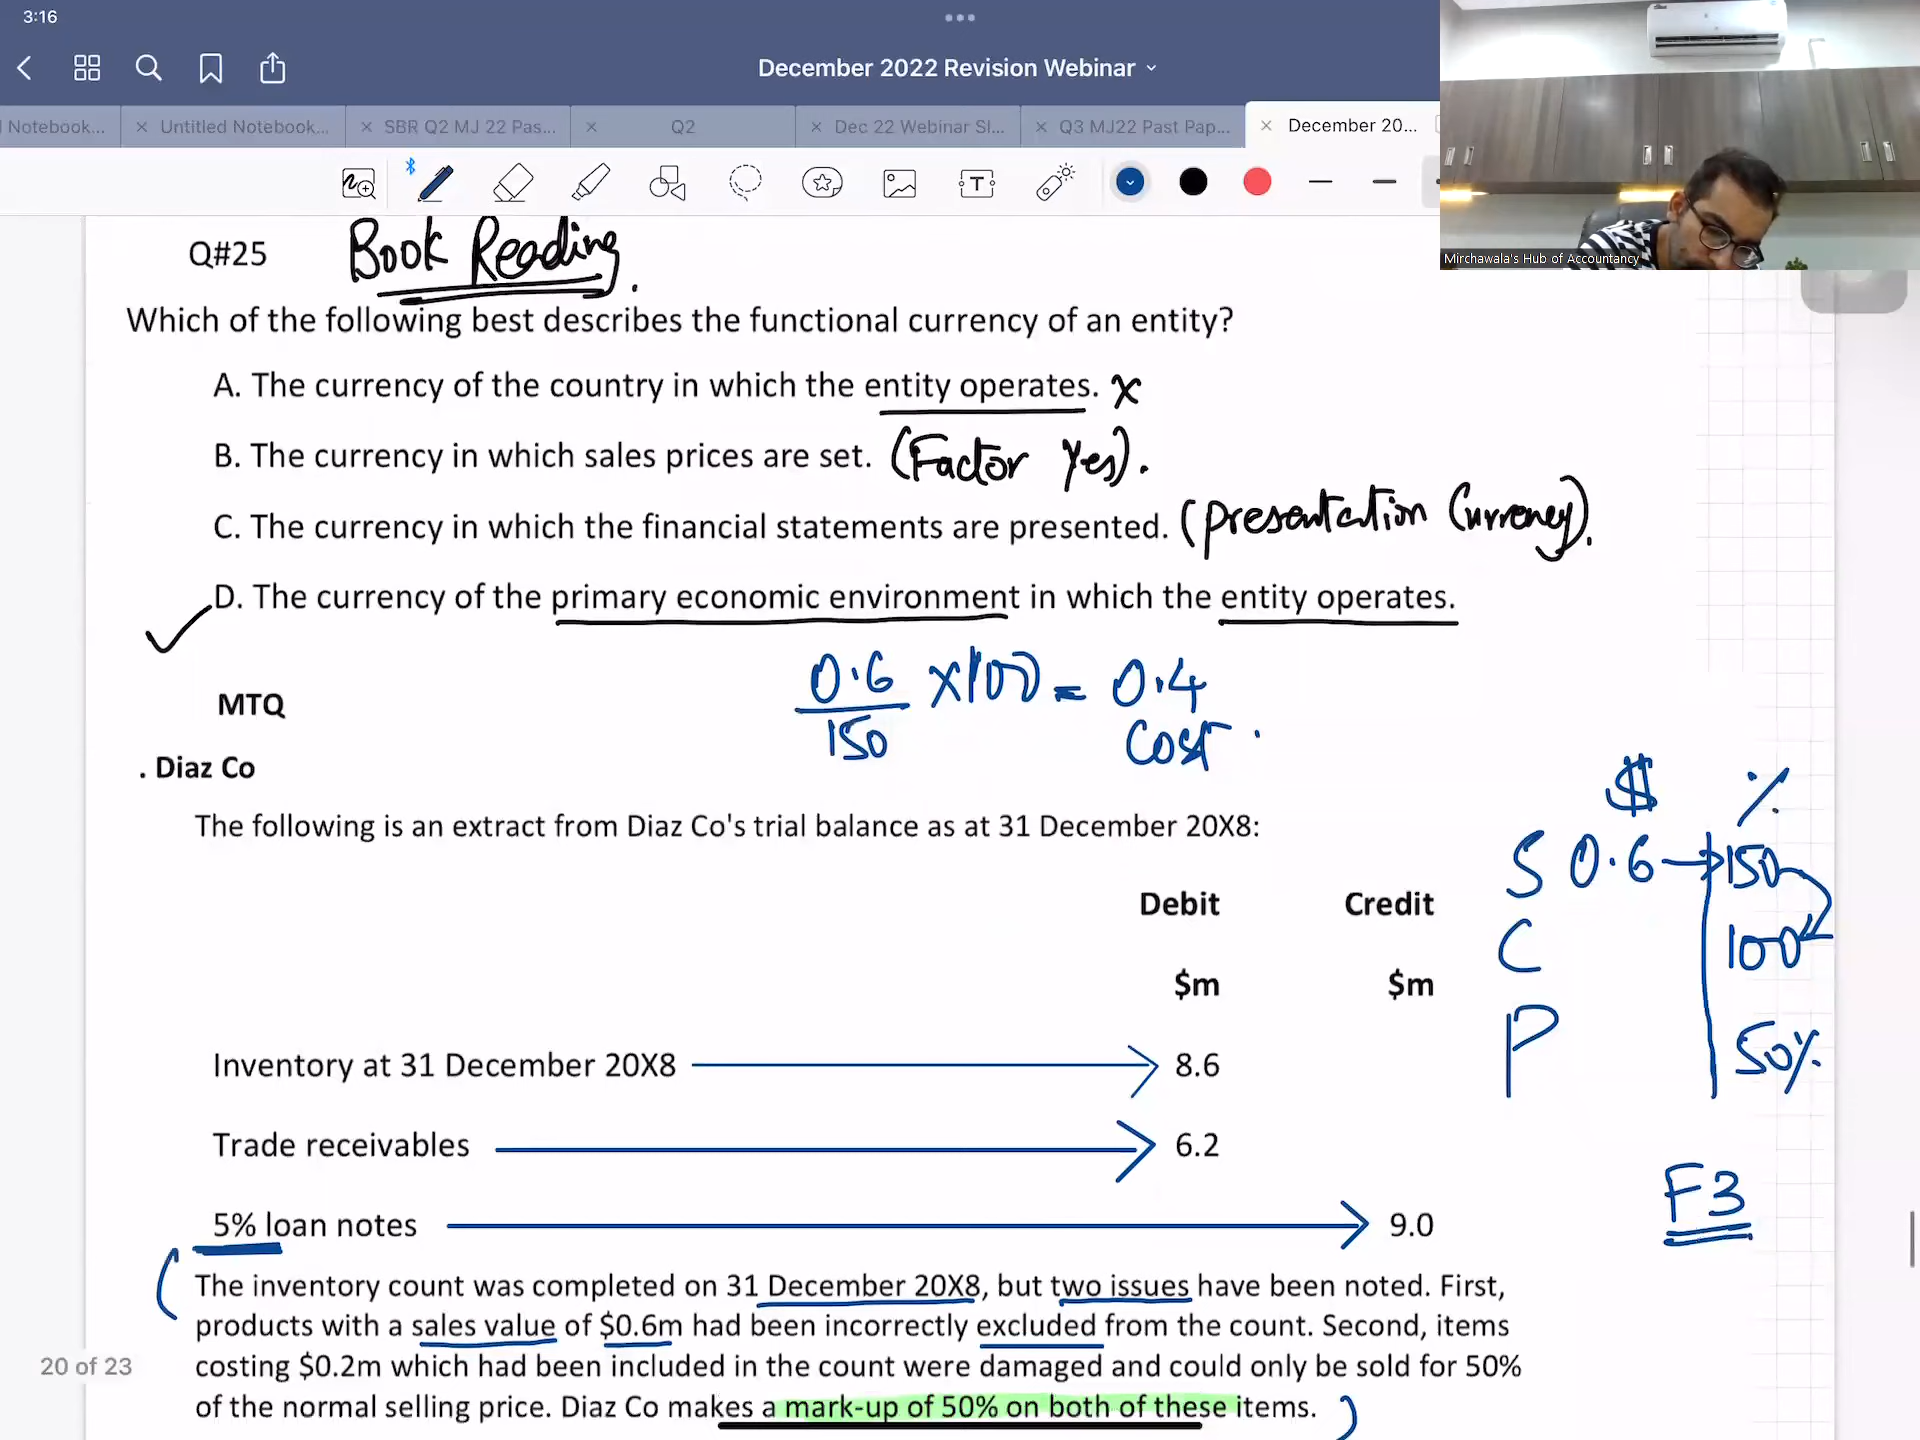 3:16
December 2022 Revision Webinar
l Notebook...
Untitled Notebook...
SBR Q2 MJ 22 Pas...
Q2
Dec 22 Webinar Sl...
Q3 MJ22 Past Pap...
December 20...
Mirchawala's Hub of Accountancy
Q#25 Book Reading.
Which of the following best describes the functional currency of an entity?
A. The currency of the country in which the entity operates. X
B. The currency in which sales prices are set. (Factor Yes).
C. The currency in which the financial statements are presented. (Presentation Currency).
D. The currency of the primary economic environment in which the entity operates.
0.6 x100 = 0.4
150 Cost.
MTQ
. Diaz Co
The following is an extract from Diaz Co's trial balance as at 31 December 20X8:
Debit Credit
$m $m
Inventory at 31 December 20X8 8.6
Trade receivables 6.2
5% loan notes 9.0
$ %
S 0.6 150
C 100
P 50%
F3
The inventory count was completed on 31 December 20X8, but two issues have been noted. First,
products with a sales value of $0.6m had been incorrectly excluded from the count. Second, items
costing $0.2m which had been included in the count were damaged and could only be sold for 50%
of the normal selling price. Diaz Co makes a mark-up of 50% on both of these items.
20 of 23